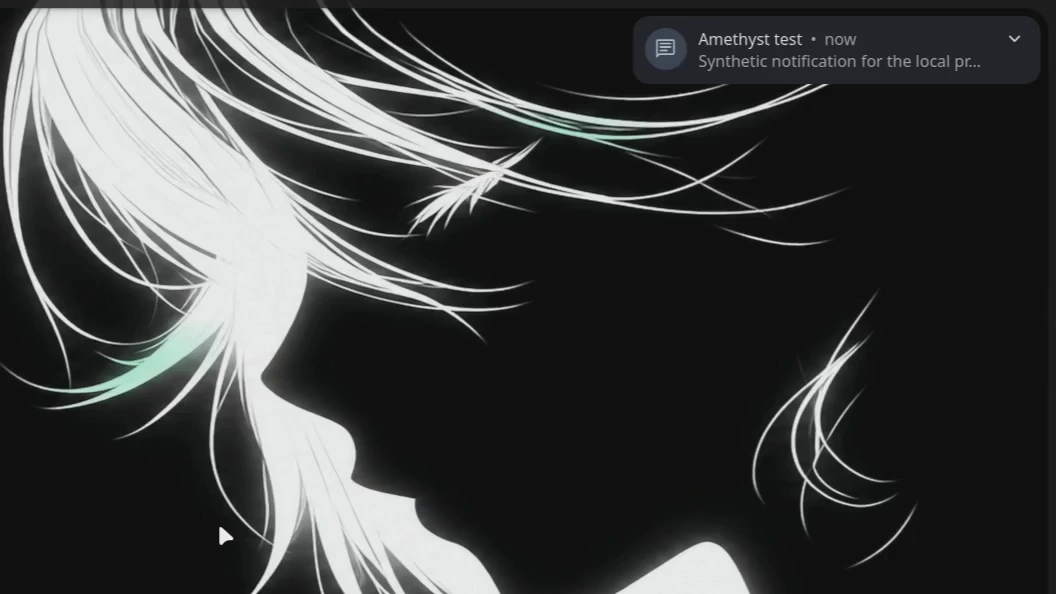 Amethyst test • now
Synthetic notification for the local pr...